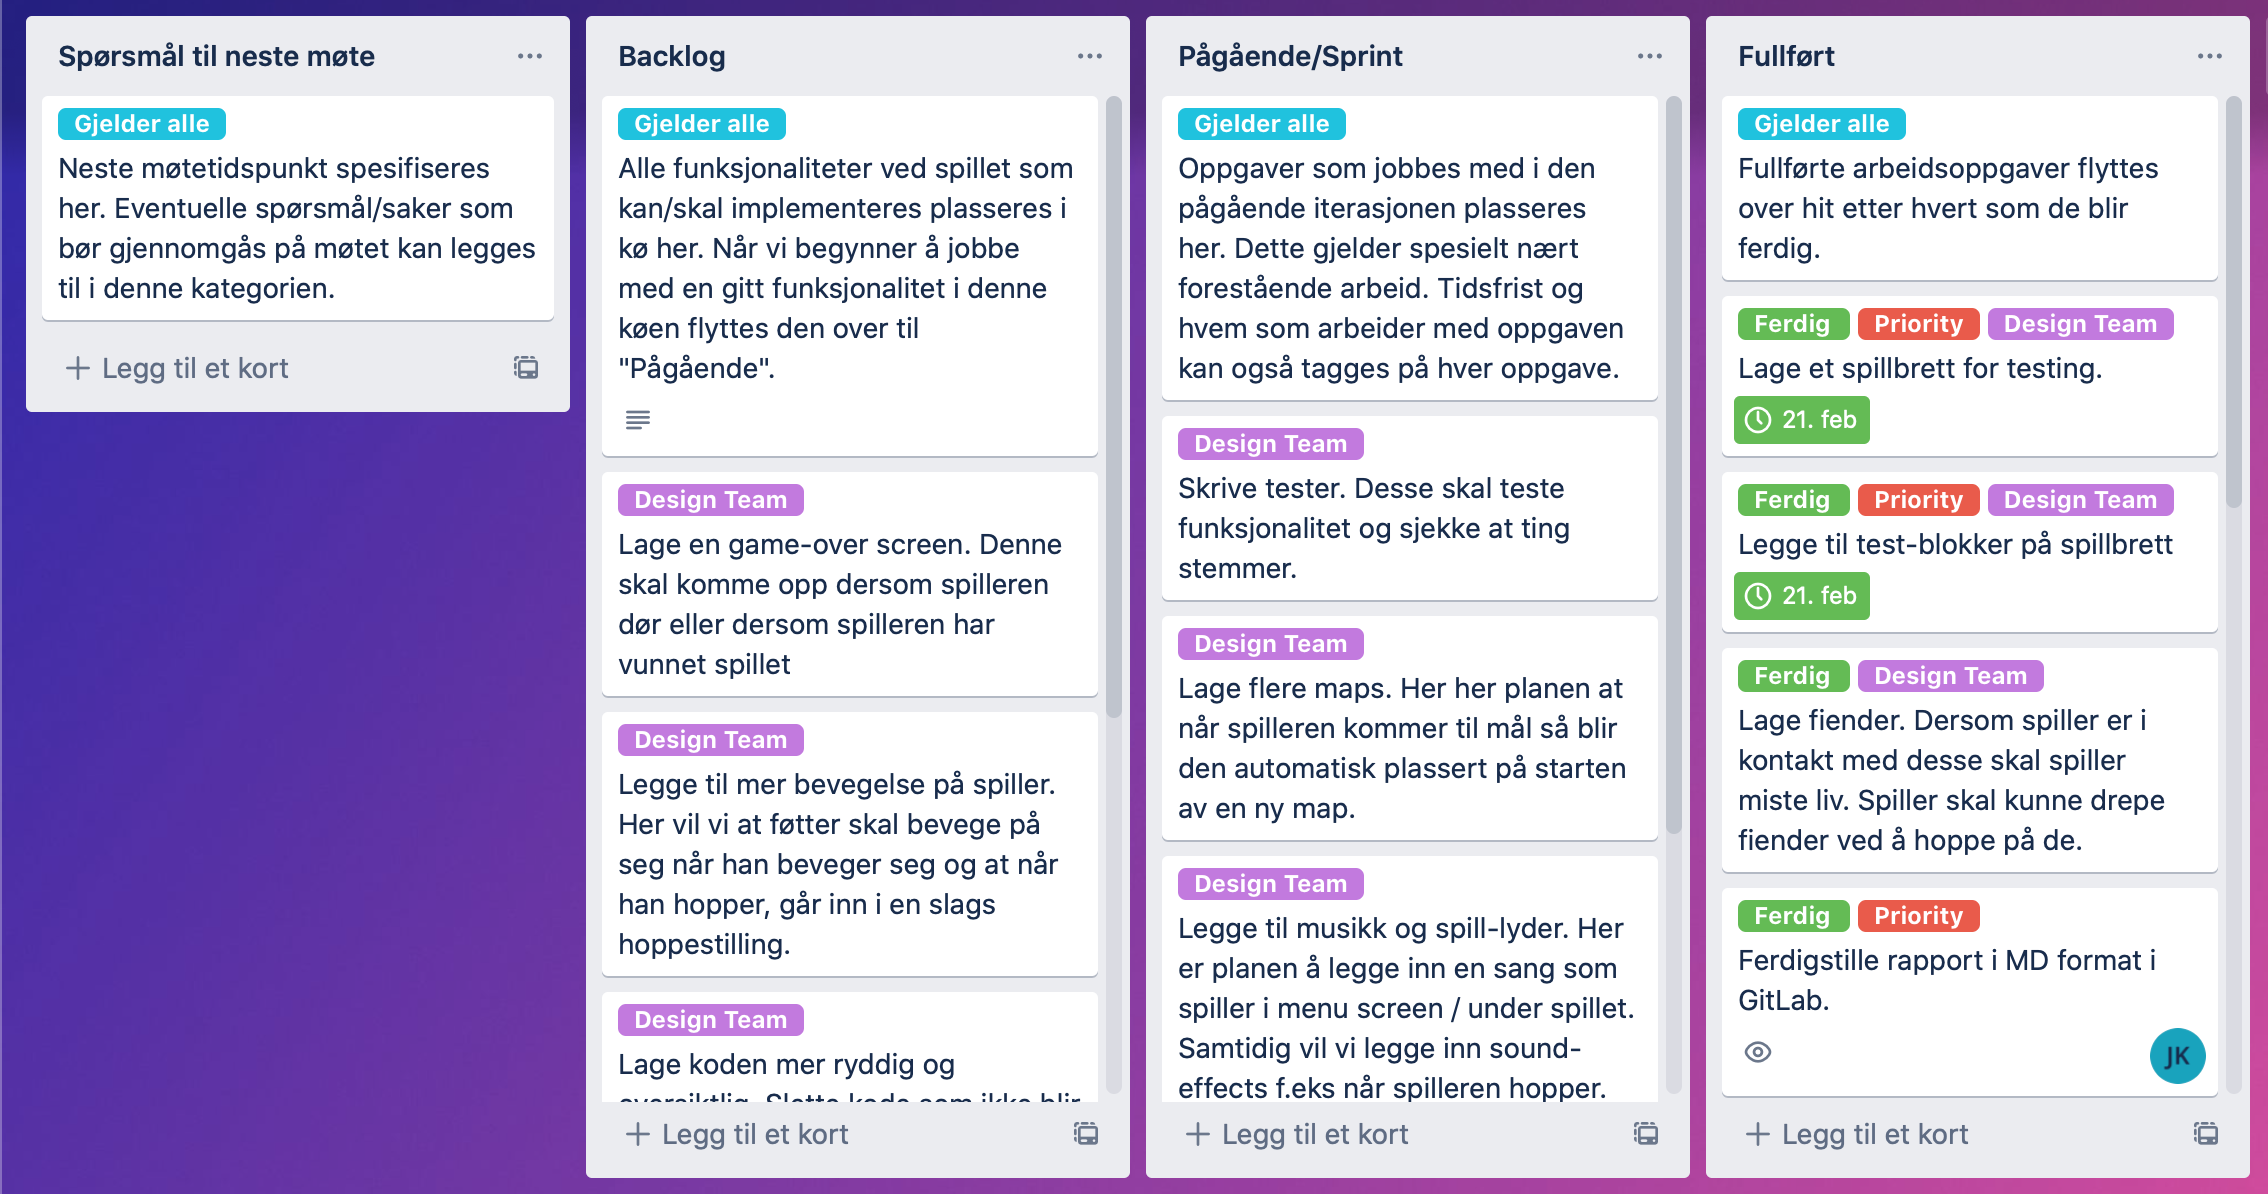 Spørsmål til neste møte
Gjelder alle
Neste møtetidspunkt spesifiseres
her. Eventuelle spørsmål/saker som
bør gjennomgås på møtet kan legges
til i denne kategorien.
Legg til et kort
Backlog
Gjelder alle
Alle funksjonaliteter ved spillet som
kan/skal implementeres plasseres i
kø her. Når vi begynner å jobbe
med en gitt funksjonalitet i denne
køen flyttes den over til
"Pågående".
Design Team
Lage en game-over screen. Denne
skal komme opp dersom spilleren
dør eller dersom spilleren har
vunnet spillet
Design Team
Legge til mer bevegelse på spiller.
Her vil vi at føtter skal bevege på
seg når han beveger seg og at når
han hopper, går inn i en slags
hoppestilling.
Design Team
Lage koden mer ryddig og
oversiktlig. Slette kode som ikke blir
Legg til et kort
Pågående/Sprint
Gjelder alle
Oppgaver som jobbes med i den
pågående iterasjonen plasseres
her. Dette gjelder spesielt nært
forestående arbeid. Tidsfrist og
hvem som arbeider med oppgaven
kan også tagges på hver oppgave.
Design Team
Skrive tester. Desse skal teste
funksjonalitet og sjekke at ting
stemmer.
Design Team
Lage flere maps. Her her planen at
når spilleren kommer til mål så blir
den automatisk plassert på starten
av en ny map.
Design Team
Legge til musikk og spill-lyder. Her
er planen å legge inn en sang som
spiller i menu screen / under spillet.
Samtidig vil vi legge inn sound-
effects f.eks når spilleren hopper.
Legg til et kort
Fullført
Gjelder alle
Fullførte arbeidsoppgaver flyttes
over hit etter hvert som de blir
ferdig.
Ferdig Priority Design Team
Lage et spillbrett for testing.
21. feb
Ferdig Priority Design Team
Legge til test-blokker på spillbrett
21. feb
Ferdig Design Team
Lage fiender. Dersom spiller er i
kontakt med desse skal spiller
miste liv. Spiller skal kunne drepe
fiender ved å hoppe på de.
Ferdig Priority
Ferdigstille rapport i MD format i
GitLab.
JK
Legg til et kort